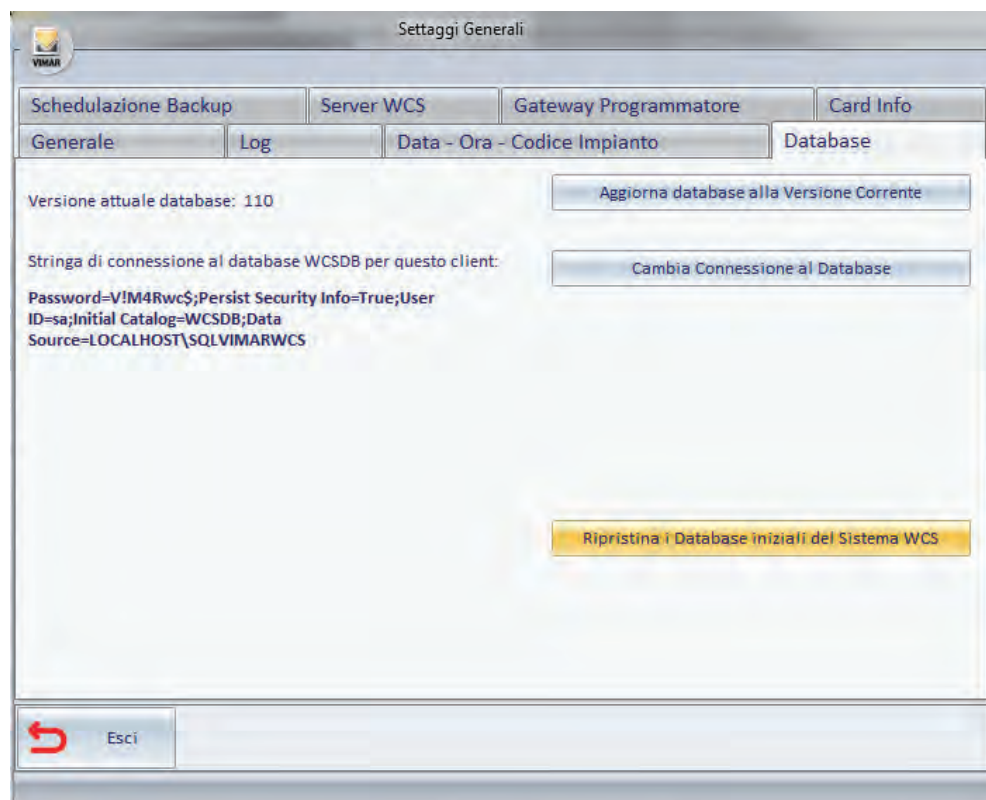 Settaggi Generali
VIMAR
Schedulazione Backup
Server WCS
Gateway Programmatore
Card Info
Generale
Log
Data - Ora - Codice Impianto
Database
Versione attuale database: 110
Aggiorna database alla Versione Corrente
Stringa di connessione al database WCSDB per questo client:
Cambia Connessione al Database
Password=V!M4Rwc$;Persist Security Info=True;User
ID=sa;Initial Catalog=WCSDB;Data
Source=LOCALHOST\SQLVIMARWCS
Ripristina i Database iniziali del Sistema WCS
Esci